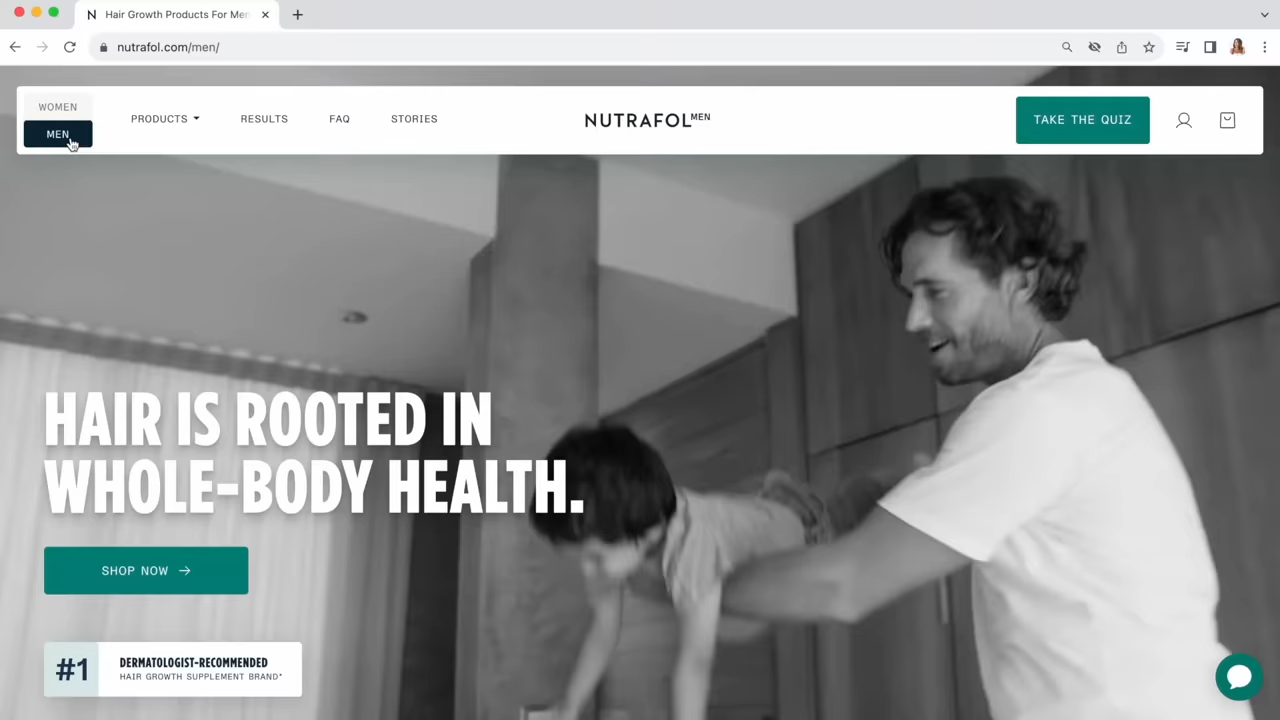 N Hair Growth Products For Men
nutrafol.com/men/
WOMEN
MEN
PRODUCTS
RESULTS
FAQ
STORIES
NUTRAFOL MEN
TAKE THE QUIZ
HAIR IS ROOTED IN
WHOLE-BODY HEALTH.
SHOP NOW →
#1
DERMATOLOGIST-RECOMMENDED
HAIR GROWTH SUPPLEMENT BRAND*